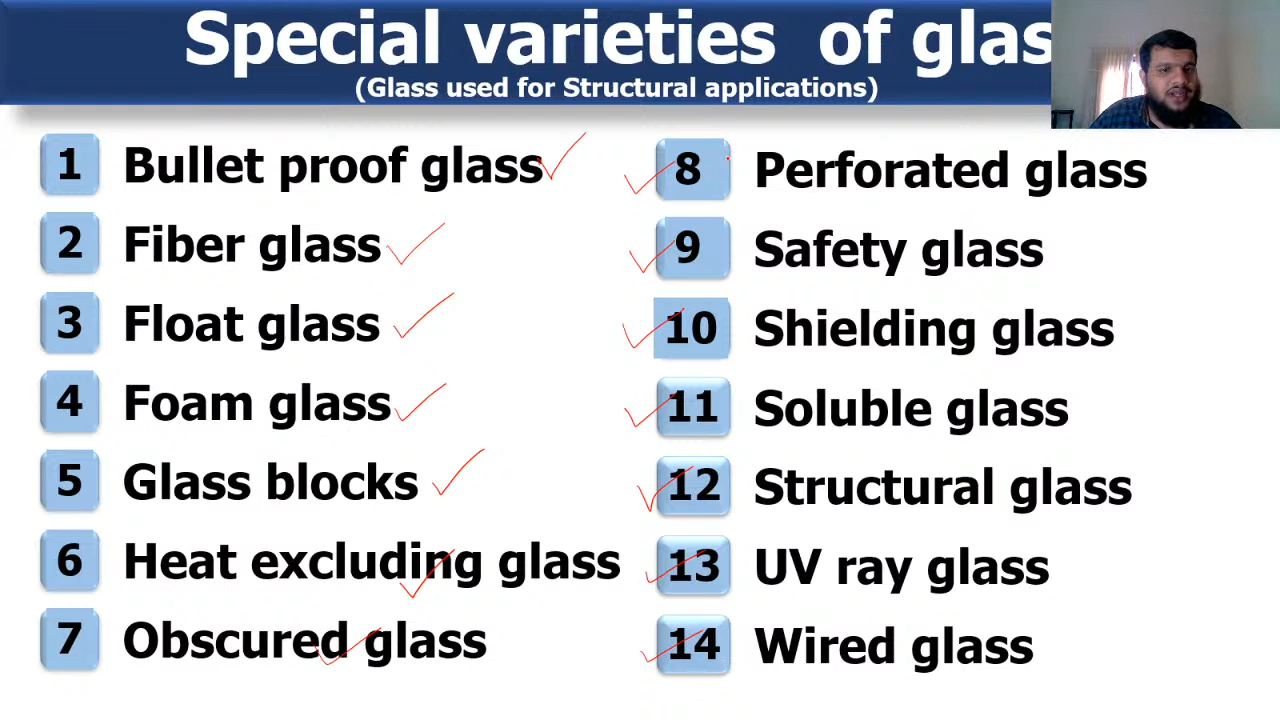 Special varieties of glas
(Glass used for Structural applications)
1 Bullet proof glass
2 Fiber glass
3 Float glass
4 Foam glass
5 Glass blocks
6 Heat excluding glass
7 Obscured glass
8 Perforated glass
9 Safety glass
10 Shielding glass
11 Soluble glass
12 Structural glass
13 UV ray glass
14 Wired glass